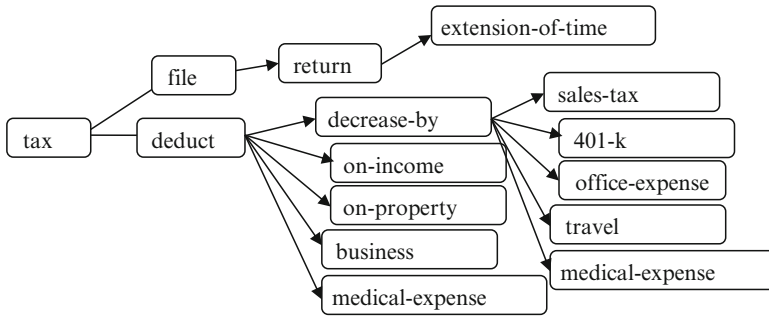 extension-of-time
return
file
sales-tax
decrease-by
tax
deduct
401-k
on-income
office-expense
on-property
travel
business
medical-expense
medical-expense